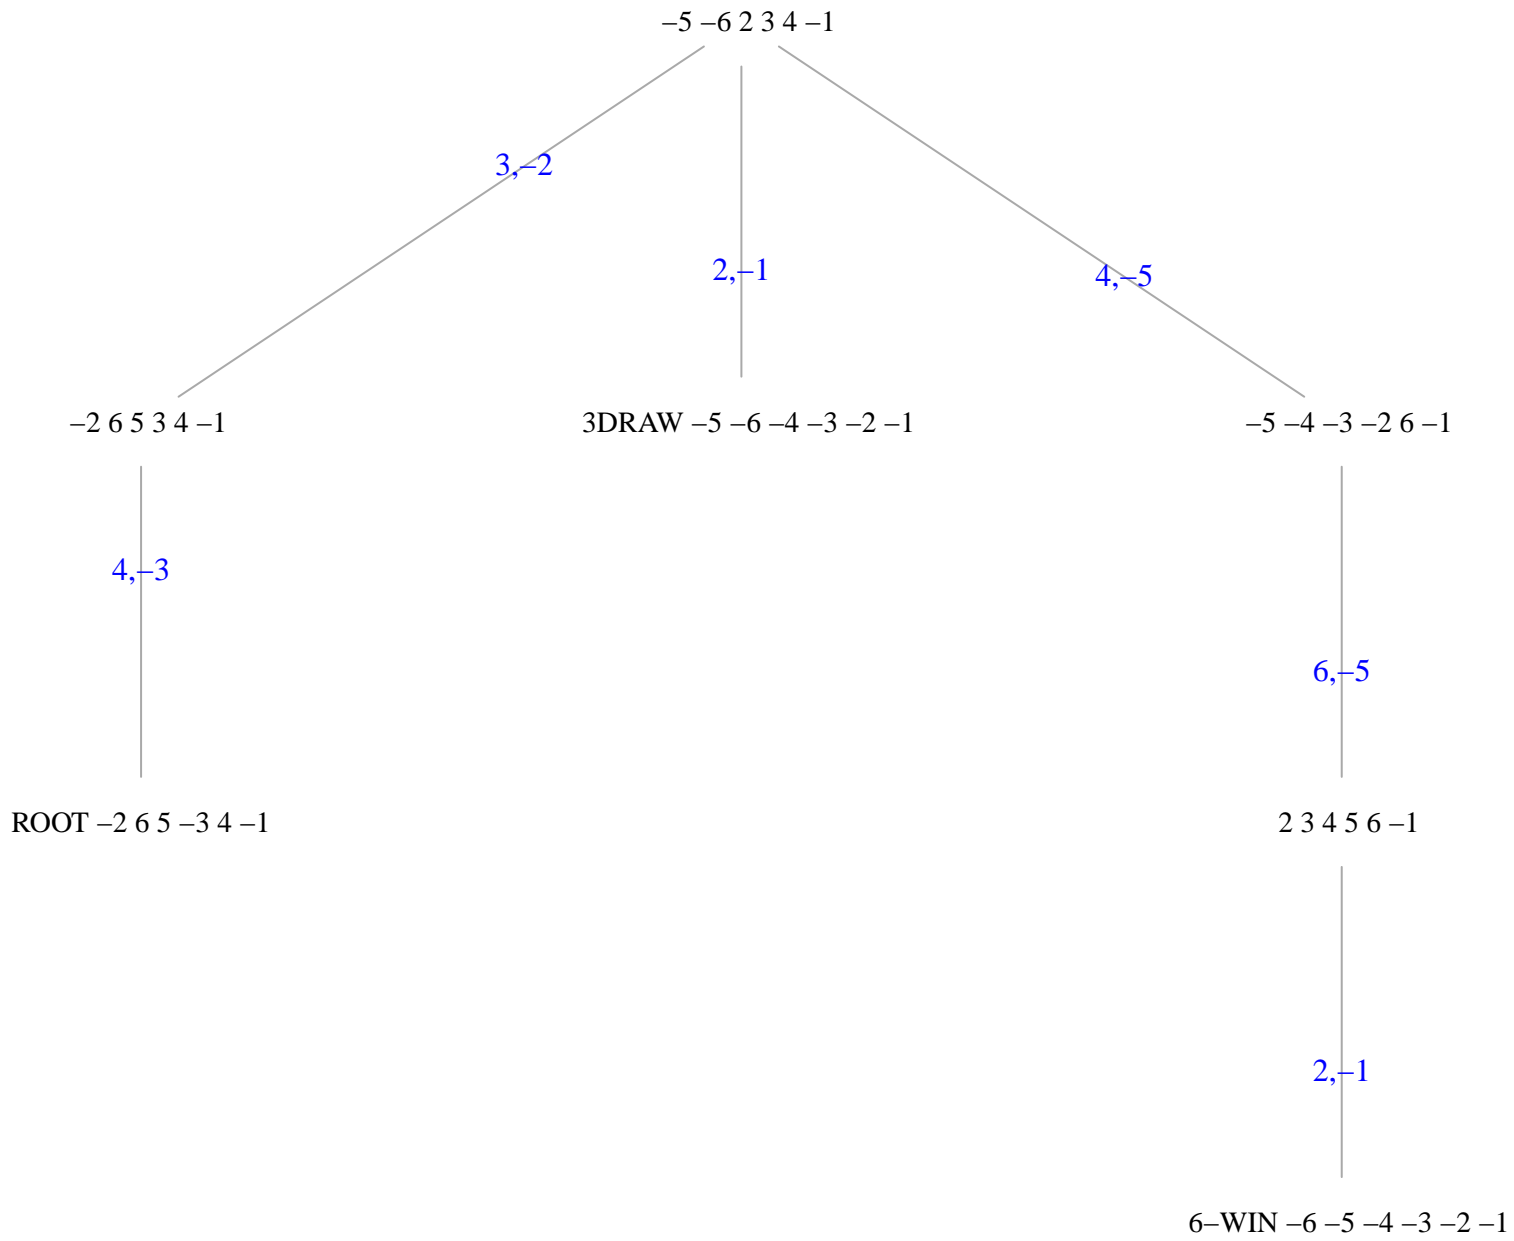 –5 –6 2 3 4 –1
3,–2
2,–1
4,–5
–2 6 5 3 4 –1
3DRAW –5 –6 –4 –3 –2 –1
–5 –4 –3 –2 6 –1
4,–3
6,–5
ROOT –2 6 5 –3 4 –1
2 3 4 5 6 –1
2,–1
6–WIN –6 –5 –4 –3 –2 –1